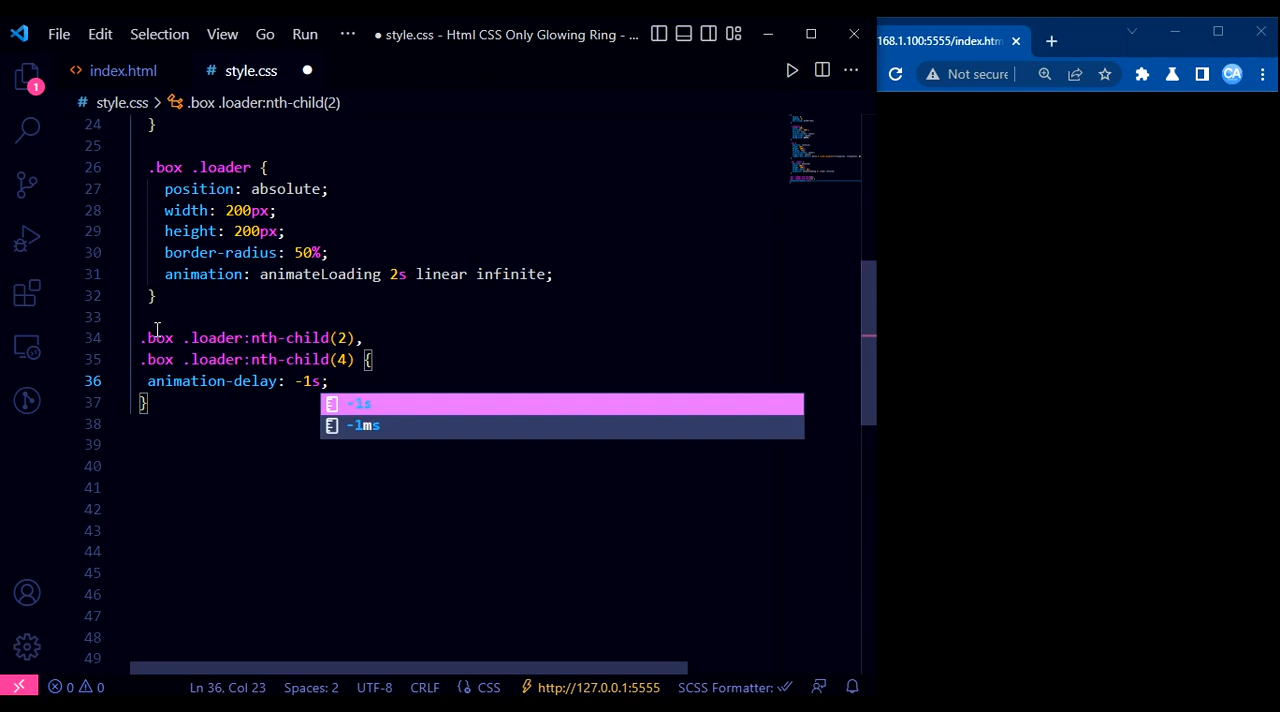 File Edit Selection View Go Run ··· ● style.css - Html CSS Only Glowing Ring - ...
168.1.100:5555/index.htm
index.html # style.css
Not secure CA
1
# style.css > .box .loader:nth-child(2)
24 }
25
26 .box .loader {
27 position: absolute;
28 width: 200px;
29 height: 200px;
30 border-radius: 50%;
31 animation: animateLoading 2s linear infinite;
32 }
33
34 .box .loader:nth-child(2),
35 .box .loader:nth-child(4) {
36 animation-delay: -1s;
37 }
-1s
38
-1ms
39
40
41
42
43
44
45
46
47
48
49
0 0 Ln 36, Col 23 Spaces: 2 UTF-8 CRLF {} CSS http://127.0.0.1:5555 SCSS Formatter: